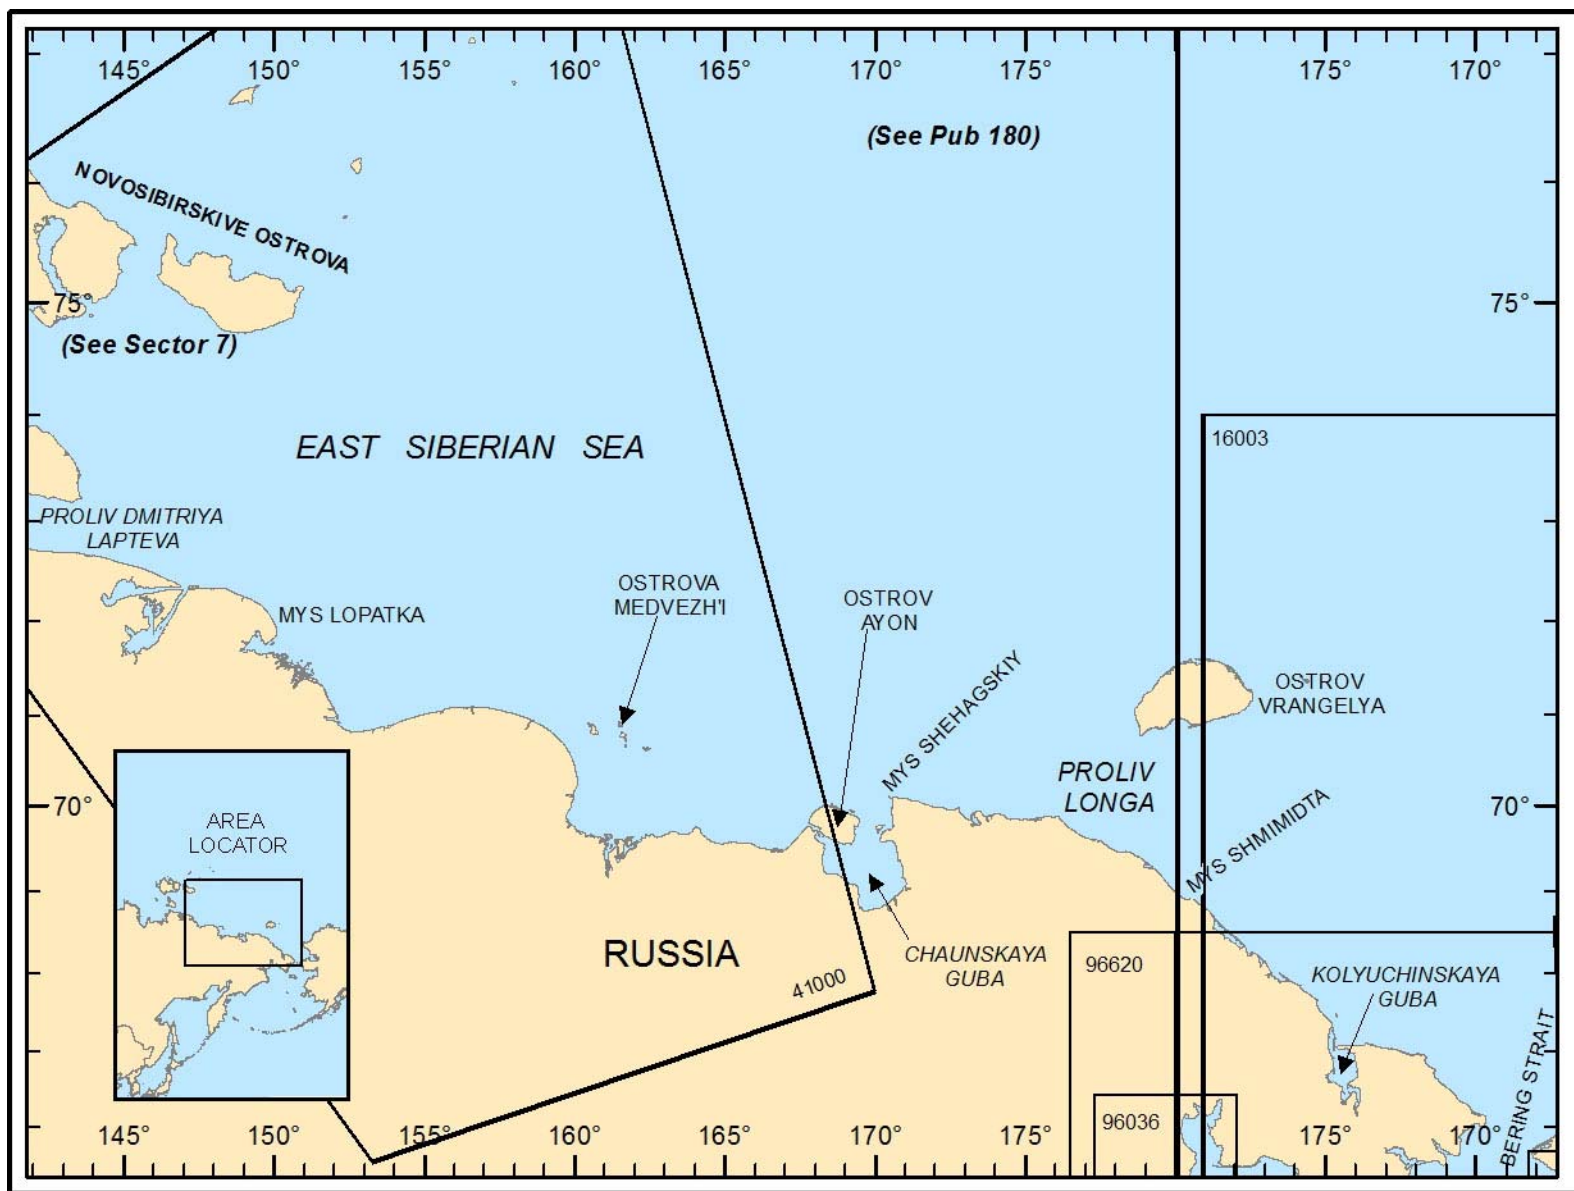 145° 150° 155° 160° 165° 170° 175° 175° 170°
(See Pub 180)
NOVOSIBIRSKIVE OSTROVA
75° 75°
(See Sector 7)
16003
EAST SIBERIAN SEA
PROLIV DMITRIYA
LAPTEVA
MYS LOPATKA
OSTROVA
MEDVEZH'I
OSTROV
AYON
MYS SHEHAGSKIY
OSTROV
VRANGELYA
PROLIV
LONGA
70° 70°
MYS SHMIMIDTA
AREA
LOCATOR
RUSSIA
41000
CHAUNSKAYA
GUBA
96620
KOLYUCHINSKAYA
GUBA
BERING STRAIT
96036
145° 150° 155° 160° 165° 170° 175° 175° 170°